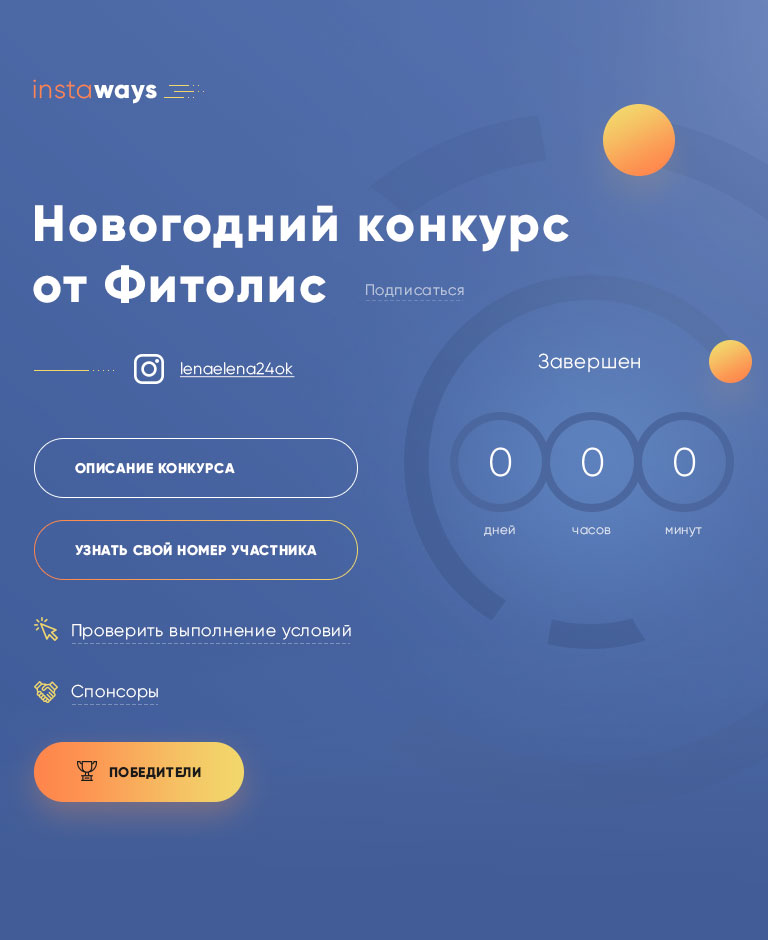 instaways
Новогодний конкурс
от Фитолис
Подписаться
lenaelena24ok
Завершен
0 0 0
дней часов минут
ОПИСАНИЕ КОНКУРСА
УЗНАТЬ СВОЙ НОМЕР УЧАСТНИКА
Проверить выполнение условий
Спонсоры
ПОБЕДИТЕЛИ